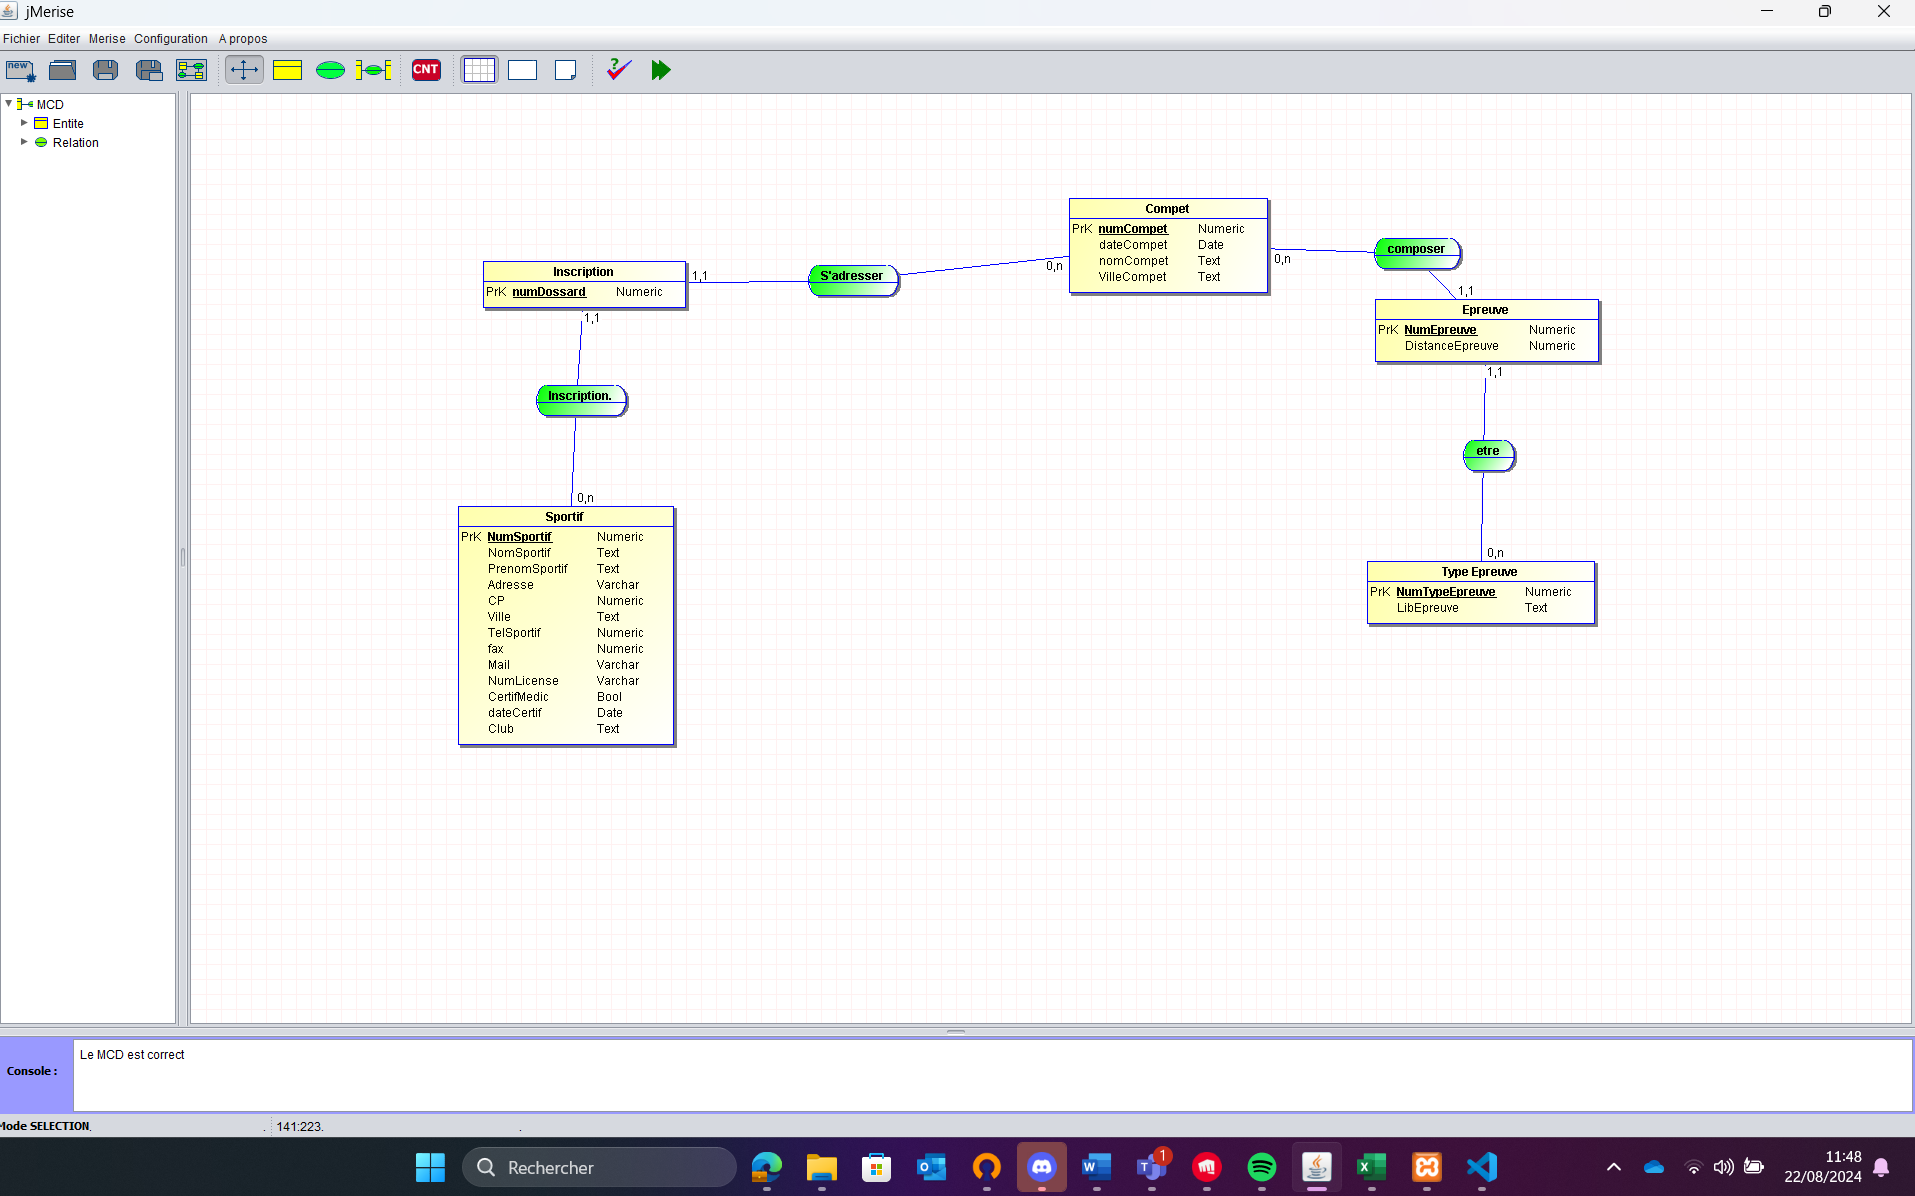 jMerise
Fichier Editer Merise Configuration A propos
new
CNT
MCD
Entite
Relation
Compet
PrK numCompet Numeric
dateCompet Date
nomCompet Text
VilleCompet Text
composer
0,n
0,n
S'adresser
1,1
Inscription
PrK numDossard Numeric
1,1
1,1
Epreuve
PrK NumEpreuve Numeric
DistanceEpreuve Numeric
1,1
Inscription.
etre
0,n
0,n
Sportif
PrK NumSportif Numeric
NomSportif Text
PrenomSportif Text
Adresse Varchar
CP Numeric
Ville Text
TelSportif Numeric
fax Numeric
Mail Varchar
NumLicense Varchar
CertifMedic Bool
dateCertif Date
Club Text
Type Epreuve
PrK NumTypeEpreuve Numeric
LibEpreuve Text
Console :
Le MCD est correct
Mode SELECTION. . 141:223. .
Rechercher
1
11:48
22/08/2024